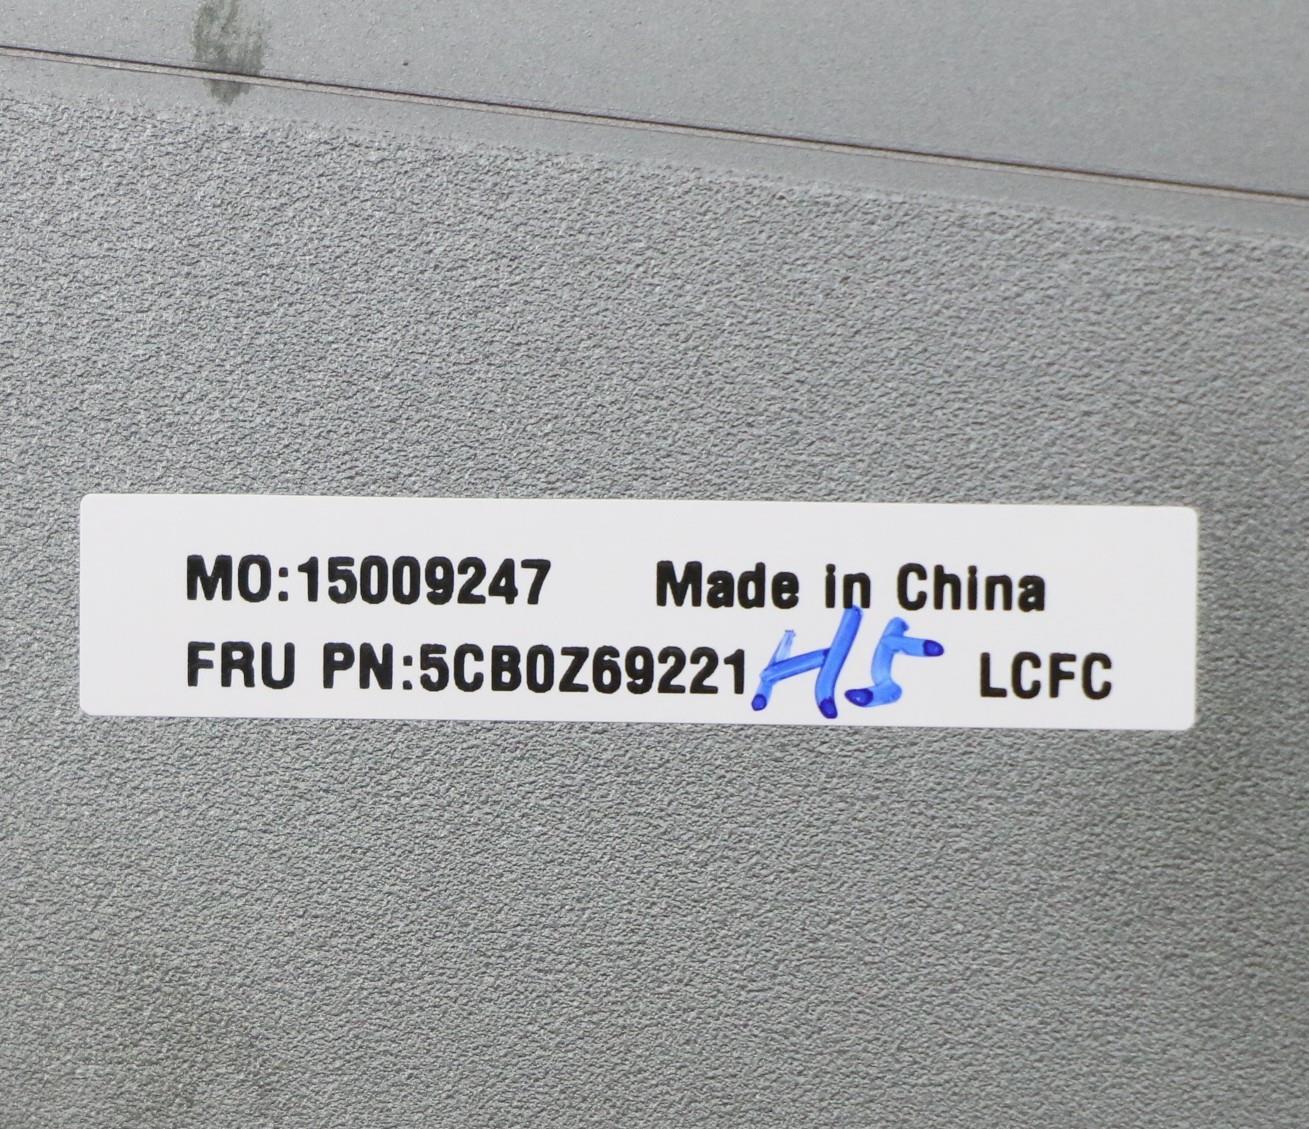 MO:15009247 Made in China
FRU PN:5CB0Z69221 H5 LCFC